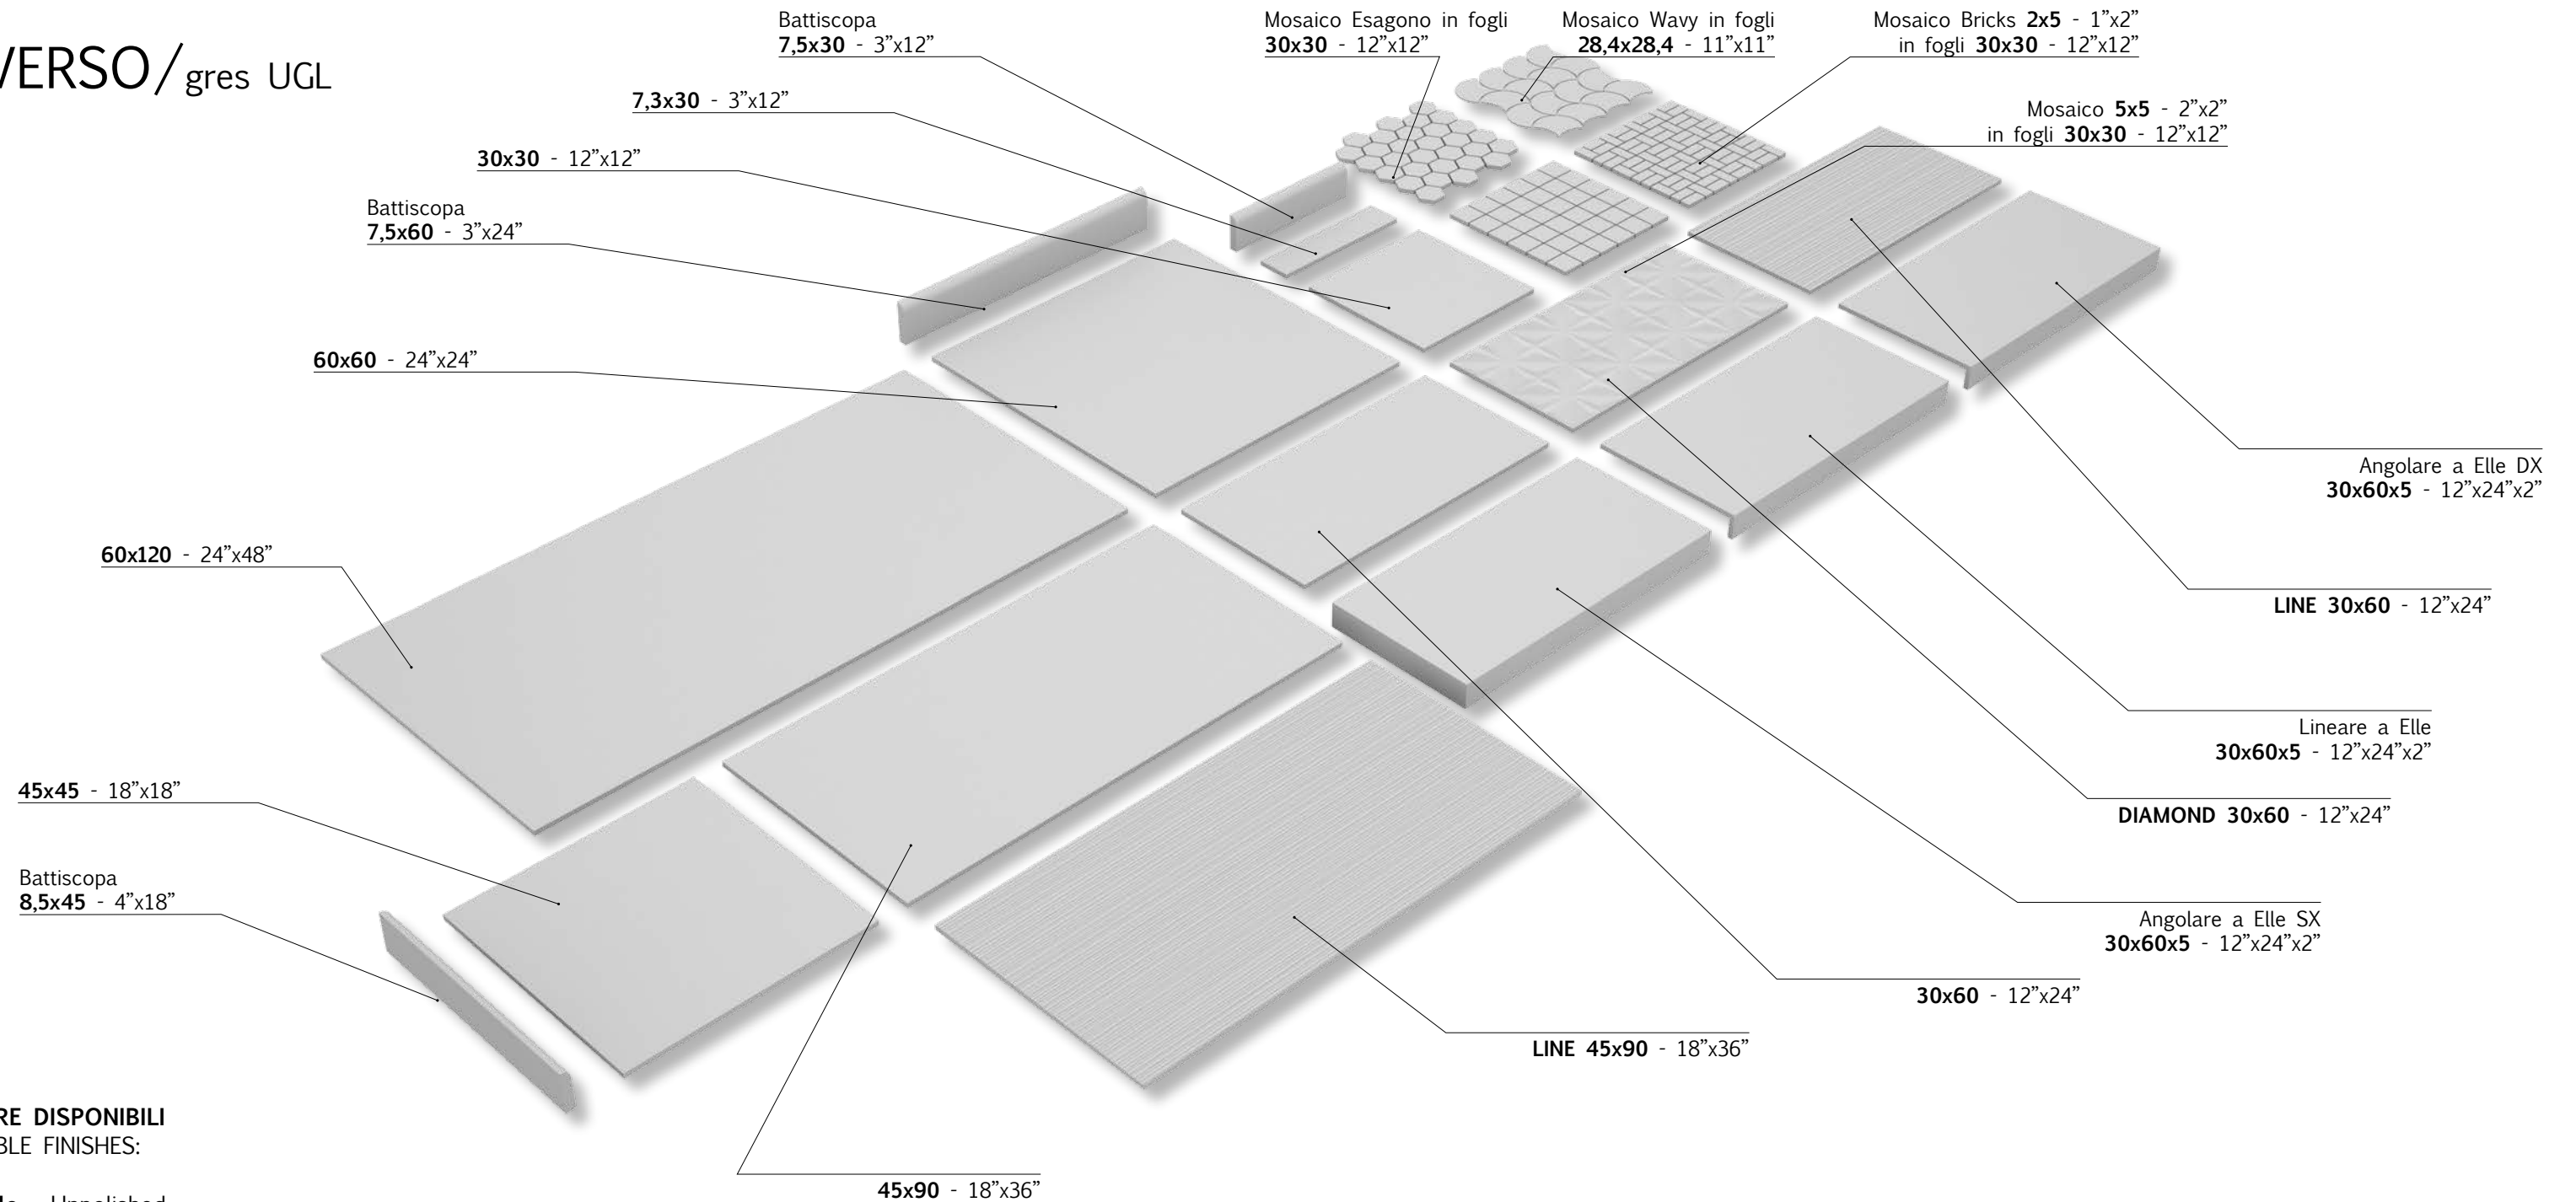 VERSO/gres UGL
Battiscopa
7,5x30 - 3”x12”
Mosaico Esagono in fogli
30x30 - 12”x12”
Mosaico Wavy in fogli
28,4x28,4 - 11”x11”
Mosaico Bricks 2x5 - 1”x2”
in fogli 30x30 - 12”x12”
7,3x30 - 3”x12”
Mosaico 5x5 - 2”x2”
in fogli 30x30 - 12”x12”
30x30 - 12”x12”
Battiscopa
7,5x60 - 3”x24”
60x60 - 24”x24”
Angolare a Elle DX
30x60x5 - 12”x24”x2”
60x120 - 24”x48”
LINE 30x60 - 12”x24”
Lineare a Elle
30x60x5 - 12”x24”x2”
45x45 - 18”x18”
DIAMOND 30x60 - 12”x24”
Battiscopa
8,5x45 - 4”x18”
Angolare a Elle SX
30x60x5 - 12”x24”x2”
30x60 - 12”x24”
LINE 45x90 - 18”x36”
RE DISPONIBILI
BLE FINISHES:
45x90 - 18”x36”
Unpolished